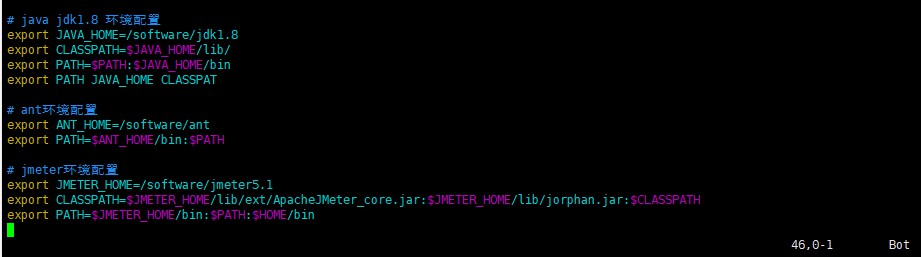 # java jdk1.8 环境配置
export JAVA_HOME=/software/jdk1.8
export CLASSPATH=$JAVA_HOME/lib/
export PATH=$PATH:$JAVA_HOME/bin
export PATH JAVA_HOME CLASSPAT
# ant环境配置
export ANT_HOME=/software/ant
export PATH=$ANT_HOME/bin:$PATH
# jmeter环境配置
export JMETER_HOME=/software/jmeter5.1
export CLASSPATH=$JMETER_HOME/lib/ext/ApacheJMeter_core.jar:$JMETER_HOME/lib/jorphan.jar:$CLASSPATH
export PATH=$JMETER_HOME/bin:$PATH:$HOME/bin
46,0-1 Bot